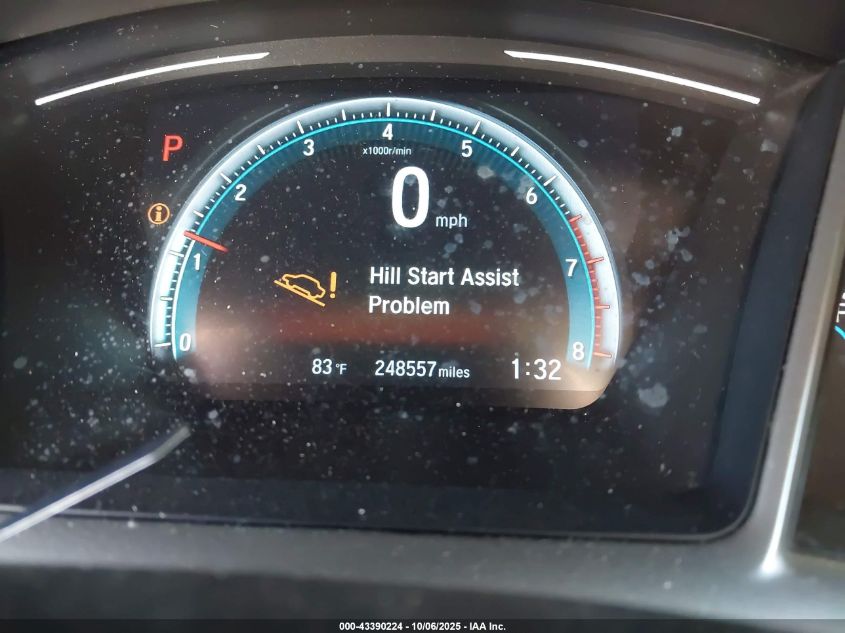 P
0 1 2 3 4 5 6 7 8
x1000r/min
0 mph
i
!
Hill Start Assist
Problem
83 °F 248557 miles 1:32
000-43390224 - 10/06/2025 - IAA Inc.